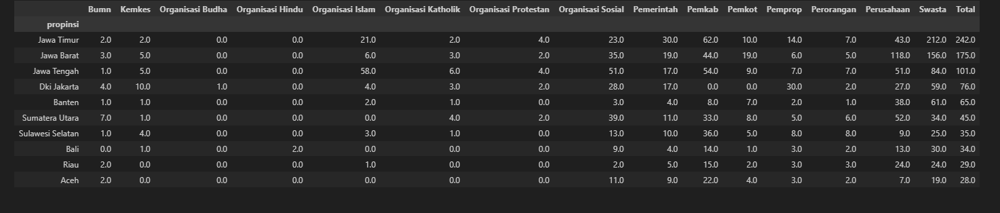 Bumn Kemkes Organisasi Budha Organisasi Hindu Organisasi Islam Organisasi Katholik Organisasi Protestan Organisasi Sosial Pemerintah Pemkab Pemkot Pemprop Perorangan Perusahaan Swasta Total
propinsi
Jawa Timur 2.0 2.0 0.0 0.0 21.0 2.0 4.0 23.0 30.0 62.0 10.0 14.0 7.0 43.0 212.0 242.0
Jawa Barat 3.0 5.0 0.0 0.0 6.0 3.0 2.0 35.0 19.0 44.0 19.0 6.0 5.0 118.0 156.0 175.0
Jawa Tengah 1.0 5.0 0.0 0.0 58.0 6.0 4.0 51.0 17.0 54.0 9.0 7.0 7.0 51.0 84.0 101.0
Dki Jakarta 4.0 10.0 1.0 0.0 4.0 3.0 2.0 28.0 17.0 0.0 0.0 30.0 2.0 27.0 59.0 76.0
Banten 1.0 1.0 0.0 0.0 2.0 1.0 0.0 3.0 4.0 8.0 7.0 2.0 1.0 38.0 61.0 65.0
Sumatera Utara 7.0 1.0 0.0 0.0 0.0 4.0 2.0 39.0 11.0 33.0 8.0 5.0 6.0 52.0 34.0 45.0
Sulawesi Selatan 1.0 4.0 0.0 0.0 3.0 1.0 0.0 13.0 10.0 36.0 5.0 8.0 8.0 9.0 25.0 35.0
Bali 0.0 1.0 0.0 2.0 0.0 0.0 0.0 9.0 4.0 14.0 1.0 3.0 2.0 13.0 30.0 34.0
Riau 2.0 0.0 0.0 0.0 1.0 0.0 0.0 2.0 5.0 15.0 2.0 3.0 3.0 24.0 24.0 29.0
Aceh 2.0 0.0 0.0 0.0 0.0 0.0 0.0 11.0 9.0 22.0 4.0 3.0 2.0 7.0 19.0 28.0